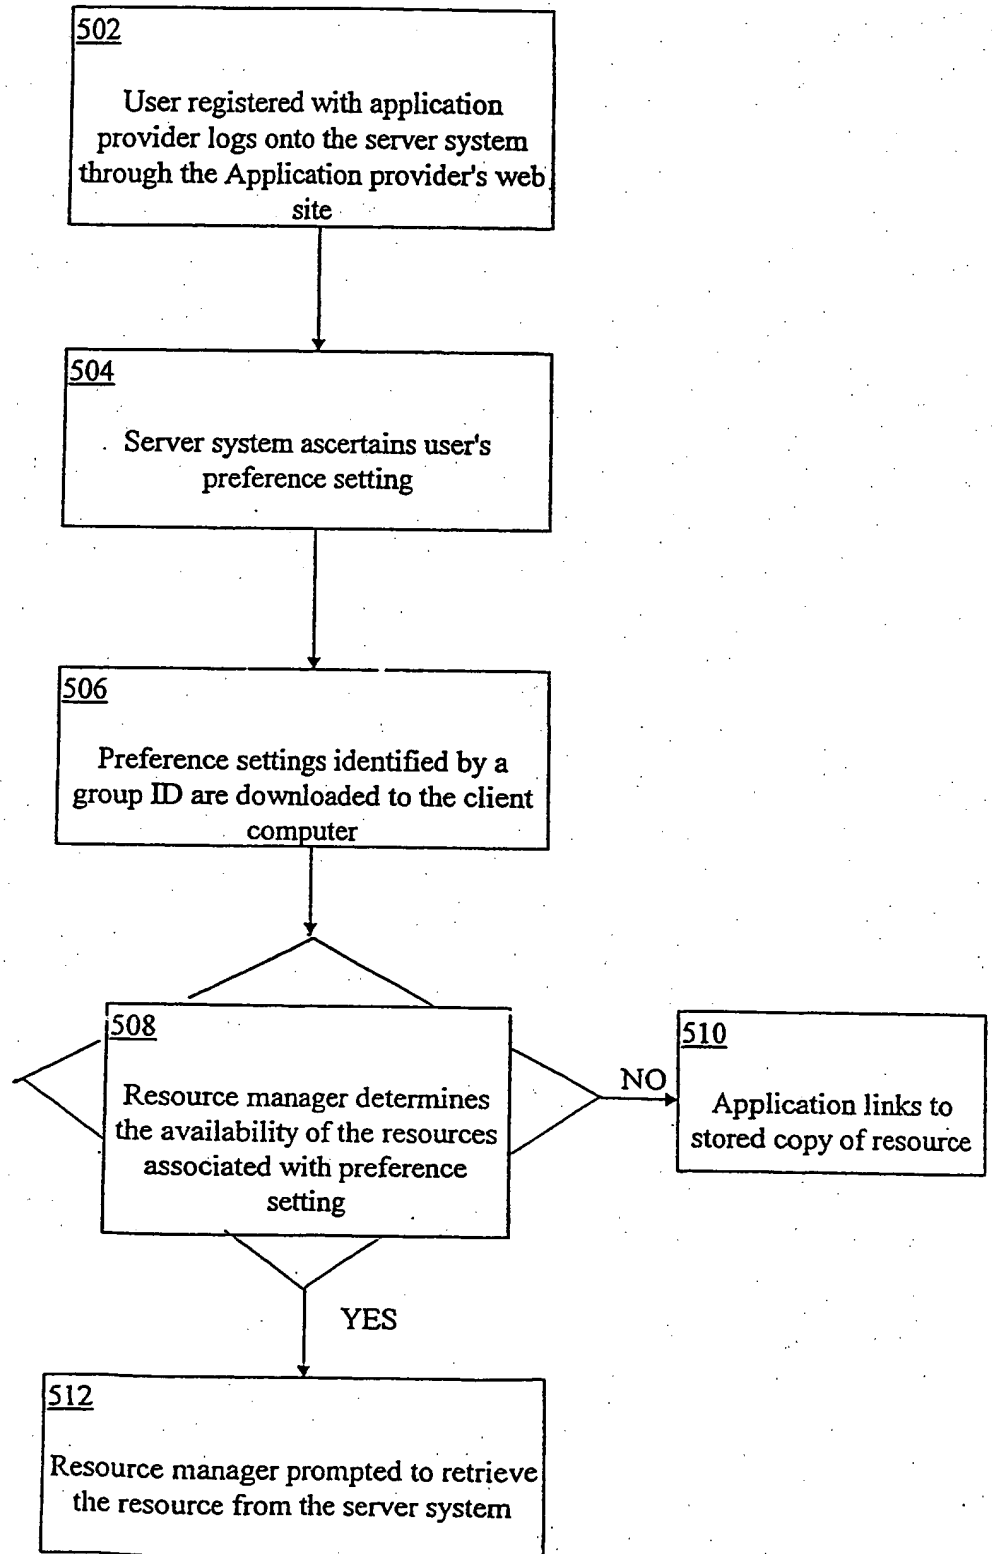 502
User registered with application
provider logs onto the server system
through the Application provider's web
site
504
Server system ascertains user's
preference setting
506
Preference settings identified by a
group ID are downloaded to the client
computer
508
Resource manager determines
the availability of the resources
associated with preference
setting
NO
510
Application links to
stored copy of resource
YES
512
Resource manager prompted to retrieve
the resource from the server system